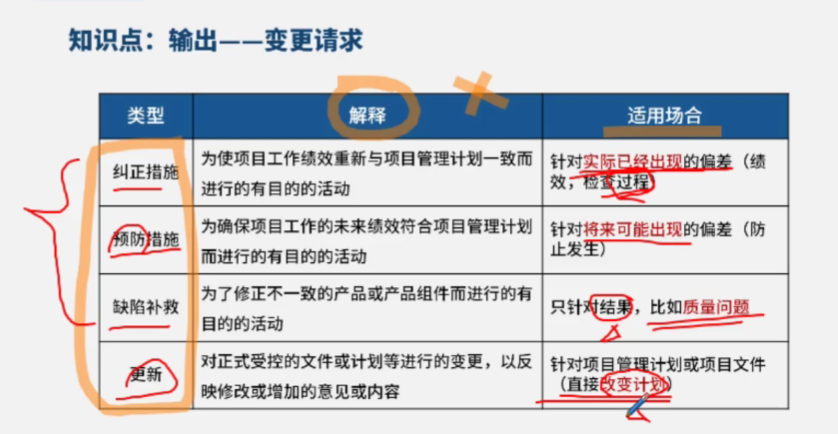 知识点：输出——变更请求
类型 解释 适用场合
纠正措施 为使项目工作绩效重新与项目管理计划一致而
进行的有目的的活动
针对实际已经出现的偏差（绩
效，检查过程）
预防措施 为确保项目工作的未来绩效符合项目管理计划
而进行的有目的的活动
针对将来可能出现的偏差（防
止发生）
缺陷补救 为了修正不一致的产品或产品组件而进行的有
目的的活动
只针对结果，比如质量问题
更新 对正式受控的文件或计划等进行的变更，以反
映修改或增加的意见或内容
针对项目管理计划或项目文件
（直接改变计划）